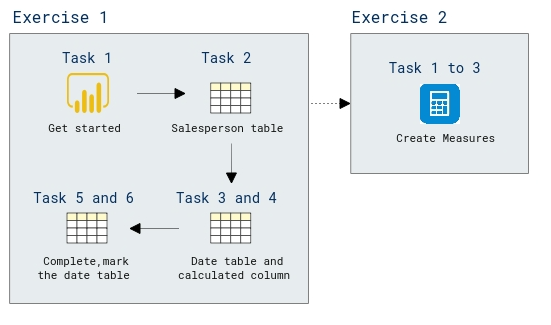 Exercise 1
Exercise 2
Task 1
Task 2
Get started
Salesperson table
Task 5 and 6
Task 3 and 4
Complete,mark
the date table
Date table and
calculated column
Task 1 to 3
Create Measures